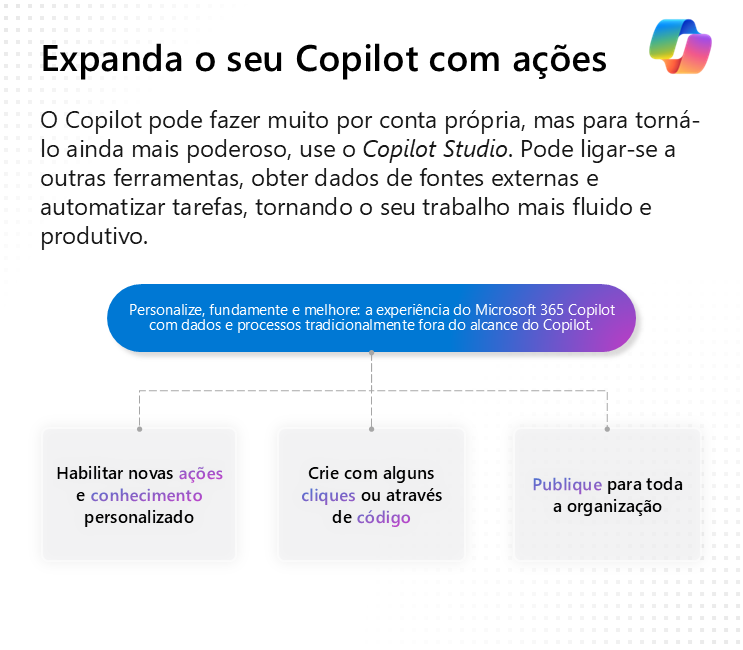 Expanda o seu Copilot com ações
O Copilot pode fazer muito por conta própria, mas para torná-
lo ainda mais poderoso, use o Copilot Studio. Pode ligar-se a
outras ferramentas, obter dados de fontes externas e
automatizar tarefas, tornando o seu trabalho mais fluido e
produtivo.
Personalize, fundamente e melhore: a experiência do Microsoft 365 Copilot
com dados e processos tradicionalmente fora do alcance do Copilot.
Habilitar novas ações
e conhecimento
personalizado
Crie com alguns
cliques ou através
de código
Publique para toda
a organização